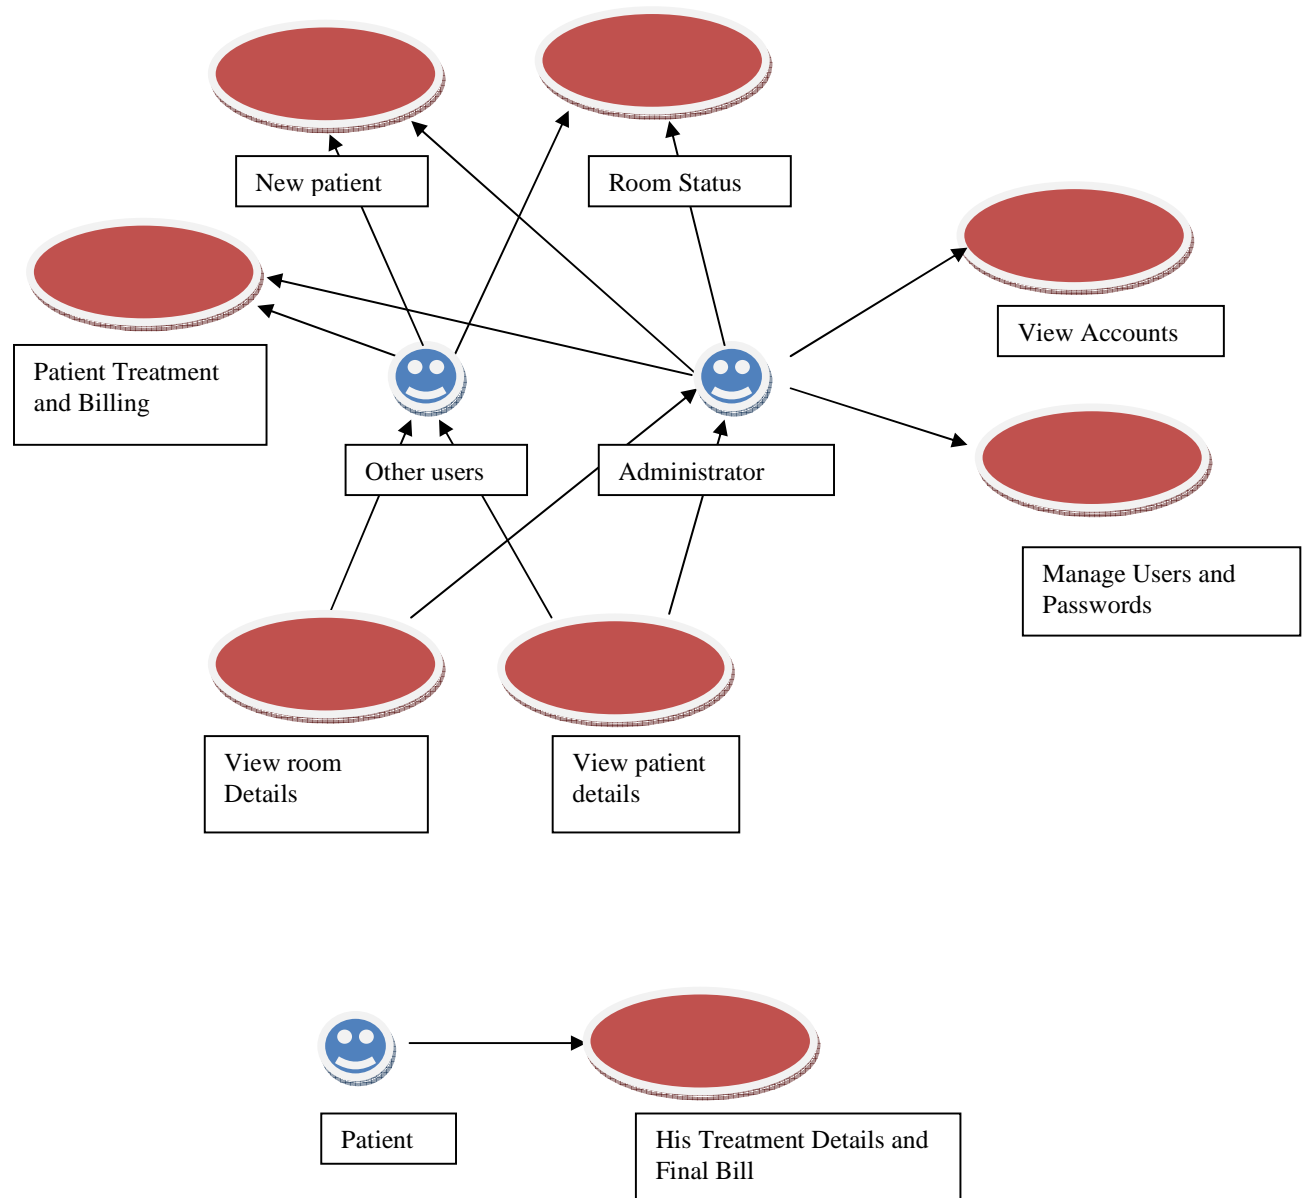 New patient
Room Status
View Accounts
Patient Treatment
and Billing
Other users
Administrator
Manage Users and
Passwords
View room
Details
View patient
details
Patient
His Treatment Details and
Final Bill